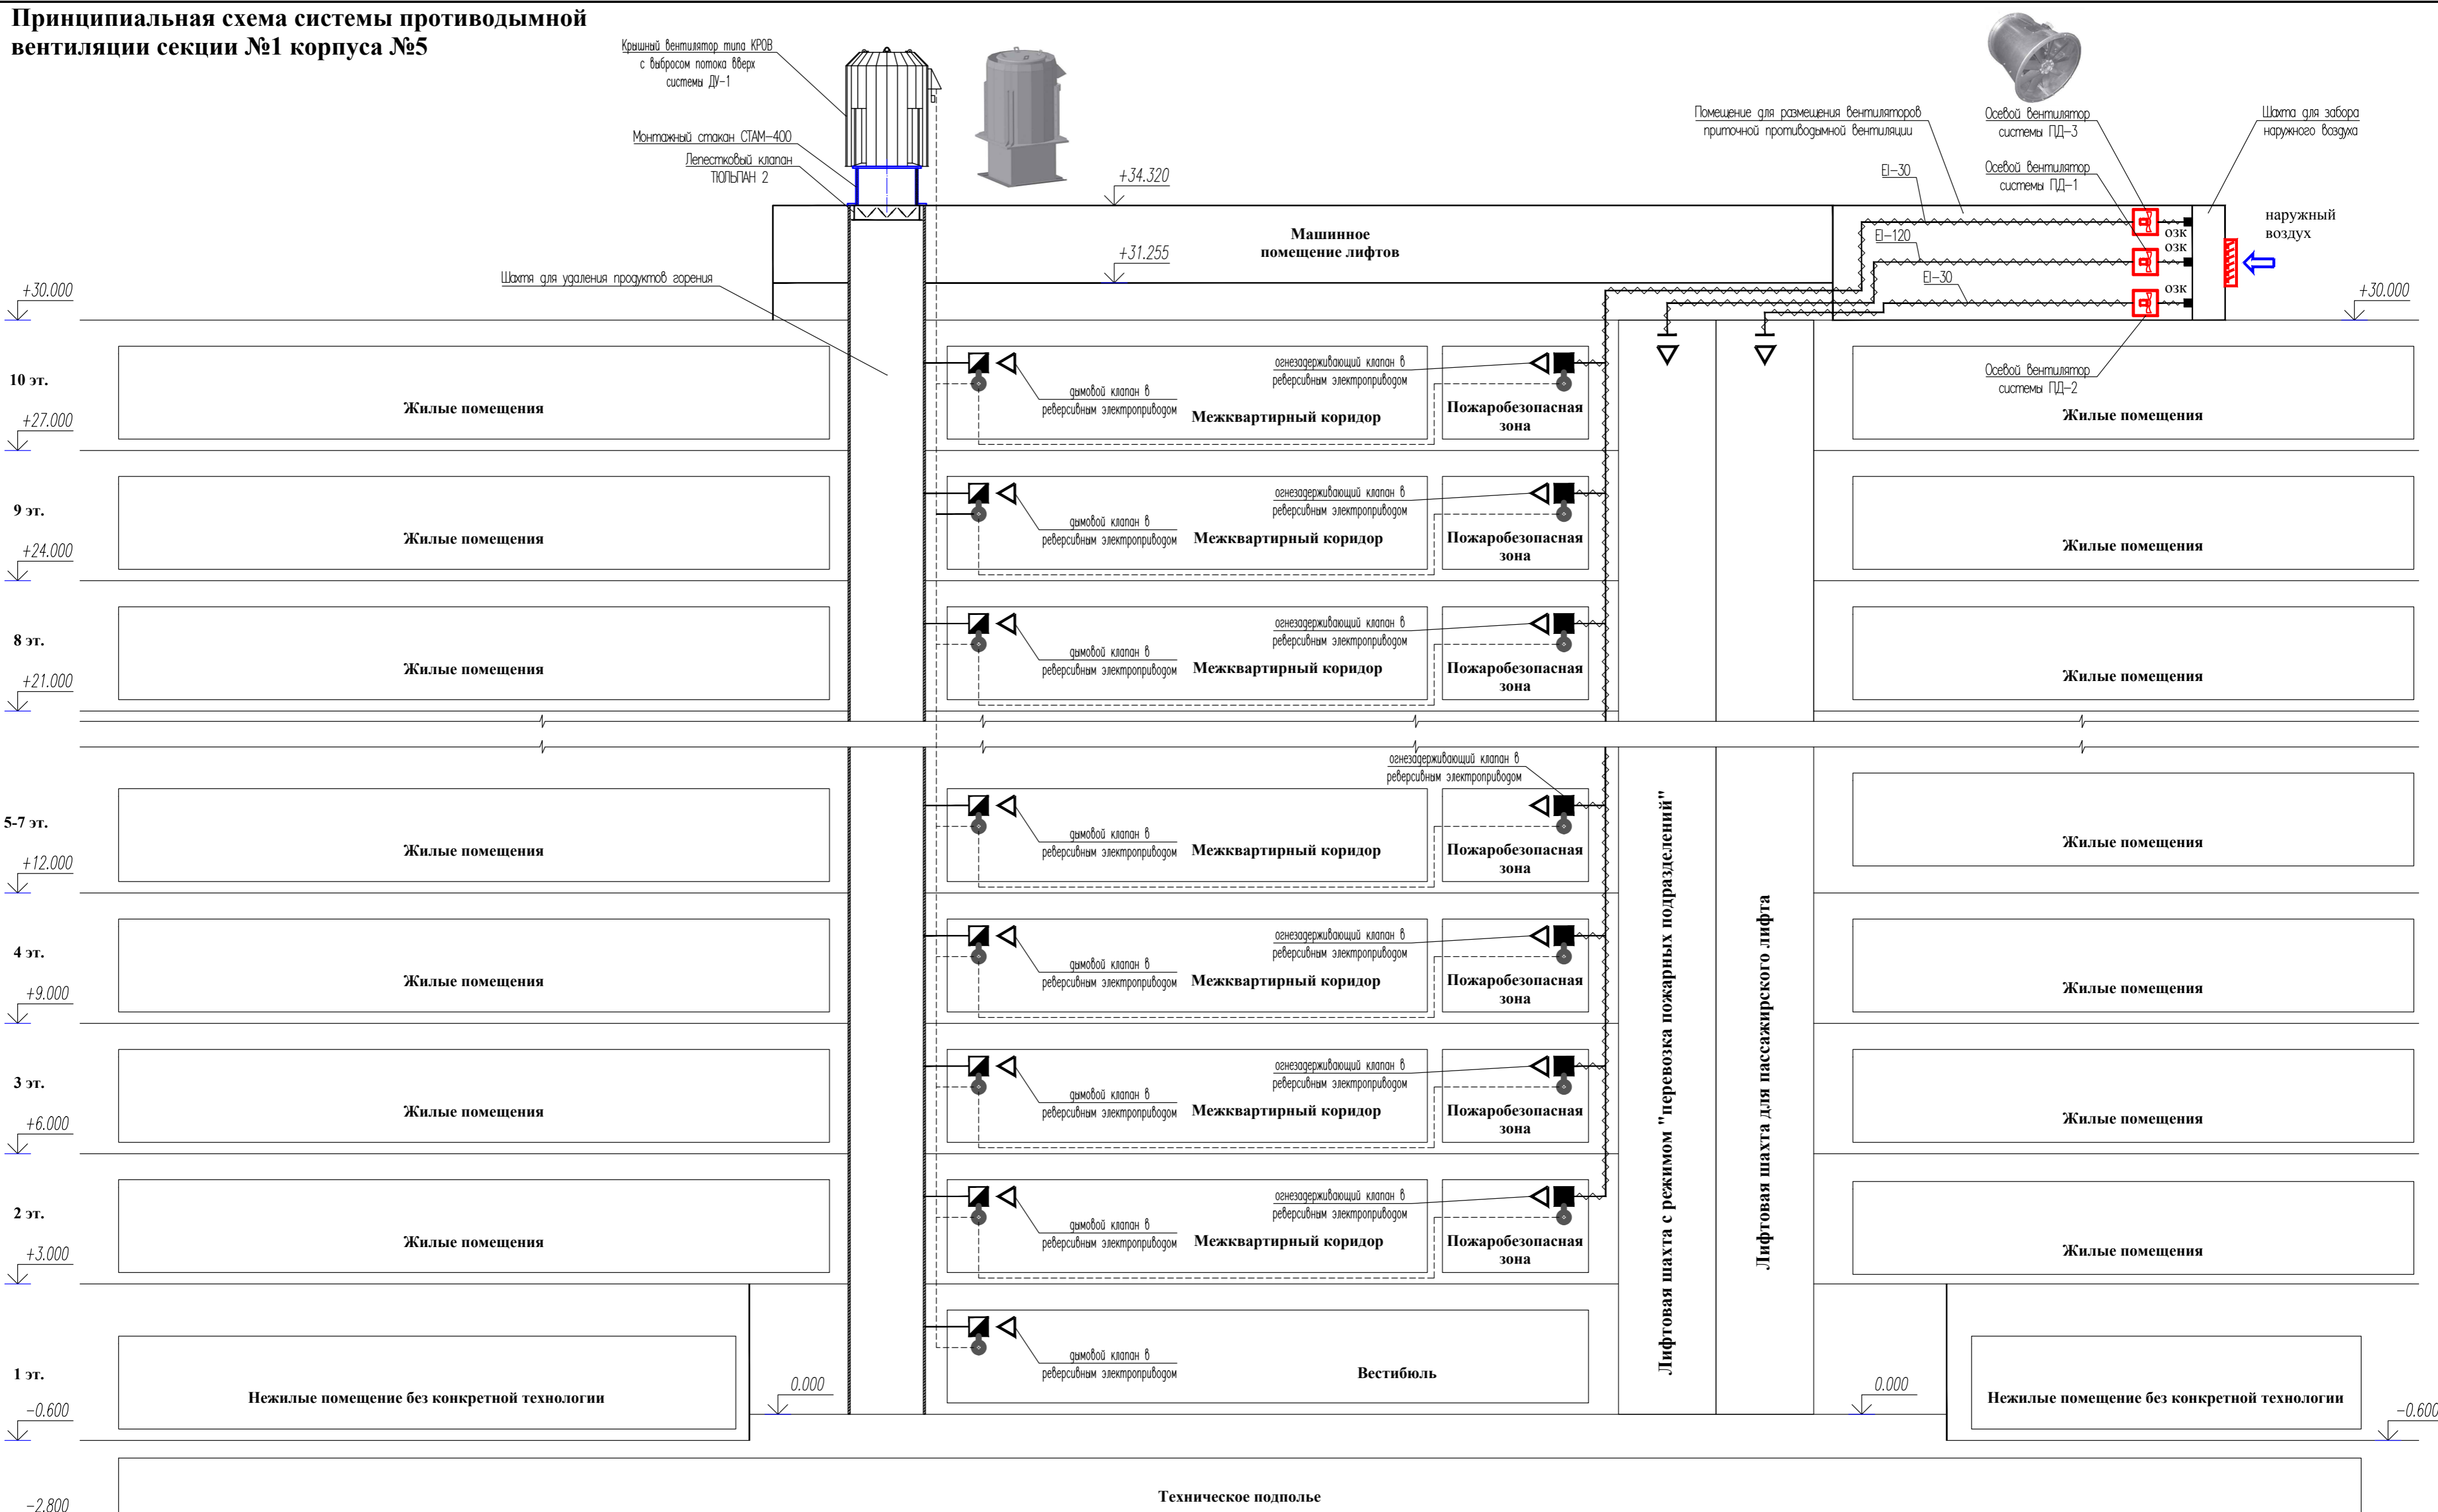 Принципиальная схема системы противодымной
вентиляции секции №1 корпуса №5
Крышный вентилятор типа КРОВ
с выбросом потока вверх
системы ДУ-1
Монтажный стакан СТАМ-400
Лепестковый клапан
ТЮЛЬПАН 2
Шахтя для удаления продуктов горения
+34.320
+31.255
Машинное
помещение лифтов
Помещение для размещения вентиляторов
приточной противодымной вентиляции
Осевой вентилятор
системы ПД-3
Осевой вентилятор
системы ПД-1
Шахта для забора
наружного воздуха
EI-30
EI-120
EI-30
озк
озк
озк
наружный
воздух
+30.000
+30.000
10 эт.
+27.000
Жилые помещения
дымовой клапан в
реверсивным электроприводом
Межквартирный коридор
огнезадерживающий клапан в
реверсивным электроприводом
Пожаробезопасная
зона
Осевой вентилятор
системы ПД-2
Жилые помещения
9 эт.
+24.000
Жилые помещения
дымовой клапан в
реверсивным электроприводом
Межквартирный коридор
огнезадерживающий клапан в
реверсивным электроприводом
Пожаробезопасная
зона
Жилые помещения
8 эт.
+21.000
Жилые помещения
дымовой клапан в
реверсивным электроприводом
Межквартирный коридор
огнезадерживающий клапан в
реверсивным электроприводом
Пожаробезопасная
зона
Жилые помещения
5-7 эт.
+12.000
Жилые помещения
дымовой клапан в
реверсивным электроприводом
Межквартирный коридор
огнезадерживающий клапан в
реверсивным электроприводом
Пожаробезопасная
зона
Жилые помещения
4 эт.
+9.000
Жилые помещения
дымовой клапан в
реверсивным электроприводом
Межквартирный коридор
огнезадерживающий клапан в
реверсивным электроприводом
Пожаробезопасная
зона
Жилые помещения
3 эт.
+6.000
Жилые помещения
дымовой клапан в
реверсивным электроприводом
Межквартирный коридор
огнезадерживающий клапан в
реверсивным электроприводом
Пожаробезопасная
зона
Жилые помещения
2 эт.
+3.000
Жилые помещения
дымовой клапан в
реверсивным электроприводом
Межквартирный коридор
огнезадерживающий клапан в
реверсивным электроприводом
Пожаробезопасная
зона
Жилые помещения
Лифтовая шахта с режимом "перевозка пожарных подразделений"
Лифтовая шахта для пассажирского лифта
1 эт.
-0.600
Нежилые помещение без конкретной технологии
0.000
дымовой клапан в
реверсивным электроприводом
Вестибюль
0.000
Нежилые помещение без конкретной технологии
-0.600
-2.800
Техническое подполье